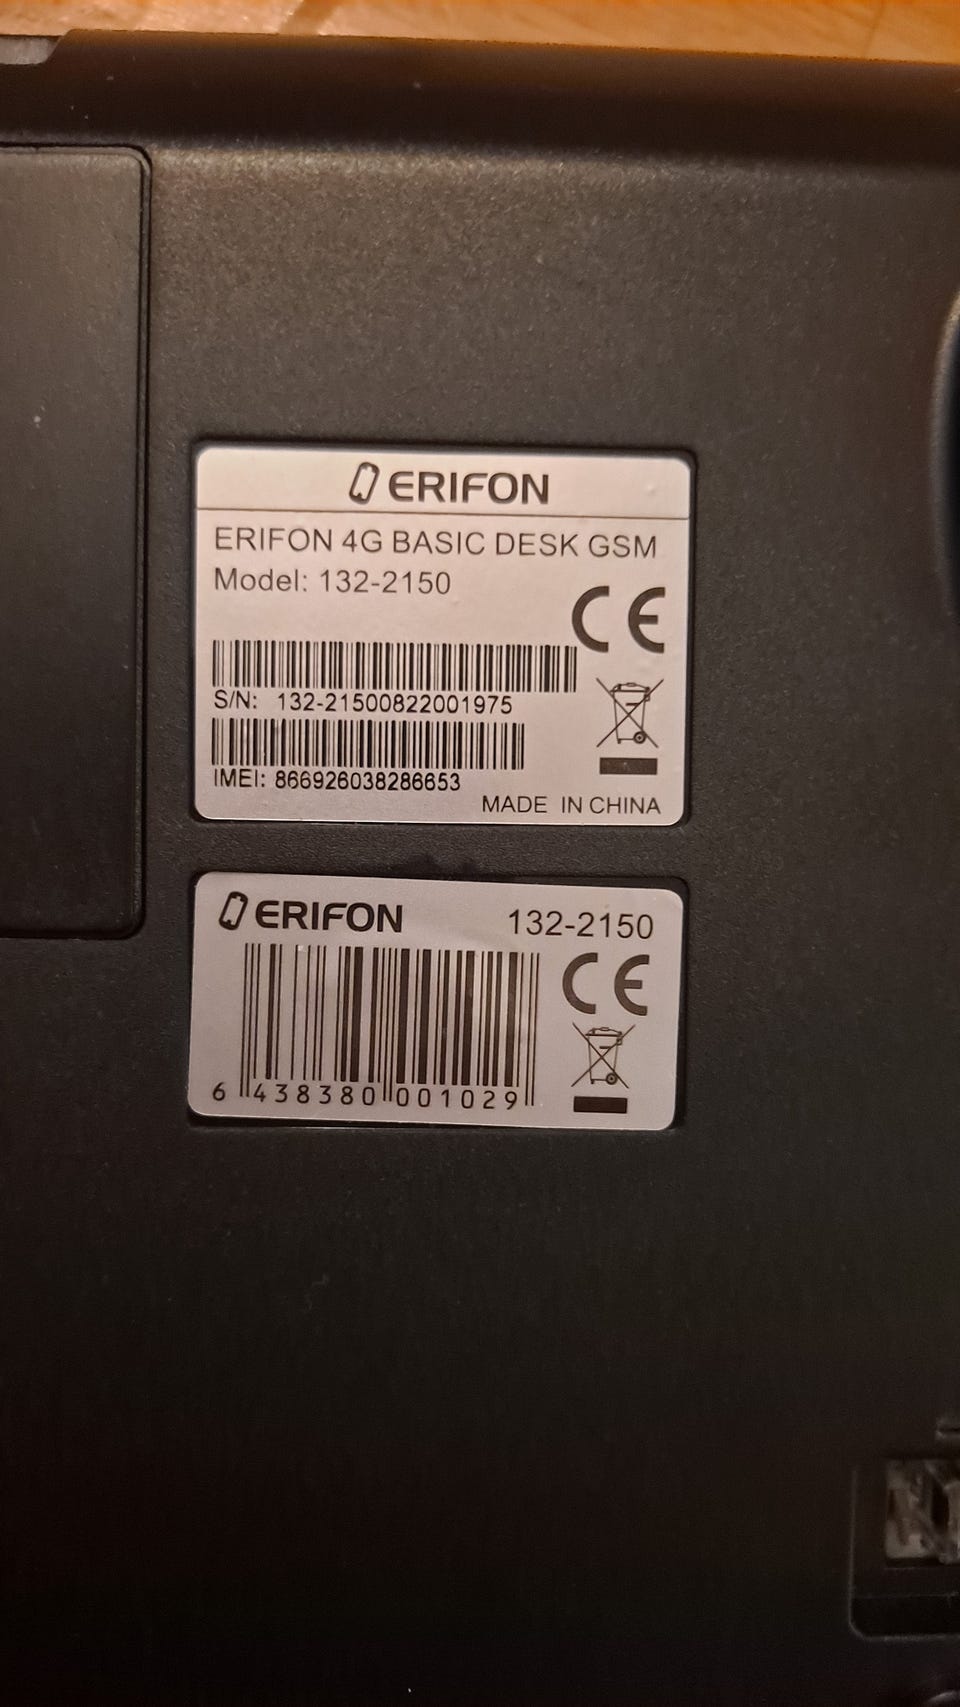 ERIFON
ERIFON 4G BASIC DESK GSM
Model: 132-2150
CE
S/N: 132-21500822001975
IMEI: 866926038286653
MADE IN CHINA
ERIFON 132-2150
CE
6 438380 001029